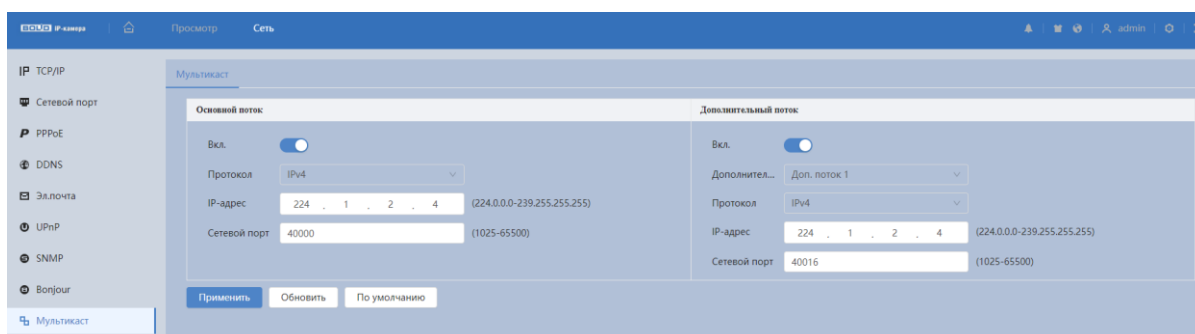 BOLID IP-камера Просмотр Сеть admin
IP TCP/IP
Сетевой порт
P PPPoE
DDNS
Эл.почта
UPnP
SNMP
Bonjour
Мультикаст
Мультикаст
Основной поток
Вкл.
Протокол IPv4
IP-адрес 224 . 1 . 2 . 4 (224.0.0.0-239.255.255.255)
Сетевой порт 40000 (1025-65500)
Дополнительный поток
Вкл.
Дополнител... Доп. поток 1
Протокол IPv4
IP-адрес 224 . 1 . 2 . 4 (224.0.0.0-239.255.255.255)
Сетевой порт 40016 (1025-65500)
Применить Обновить По умолчанию